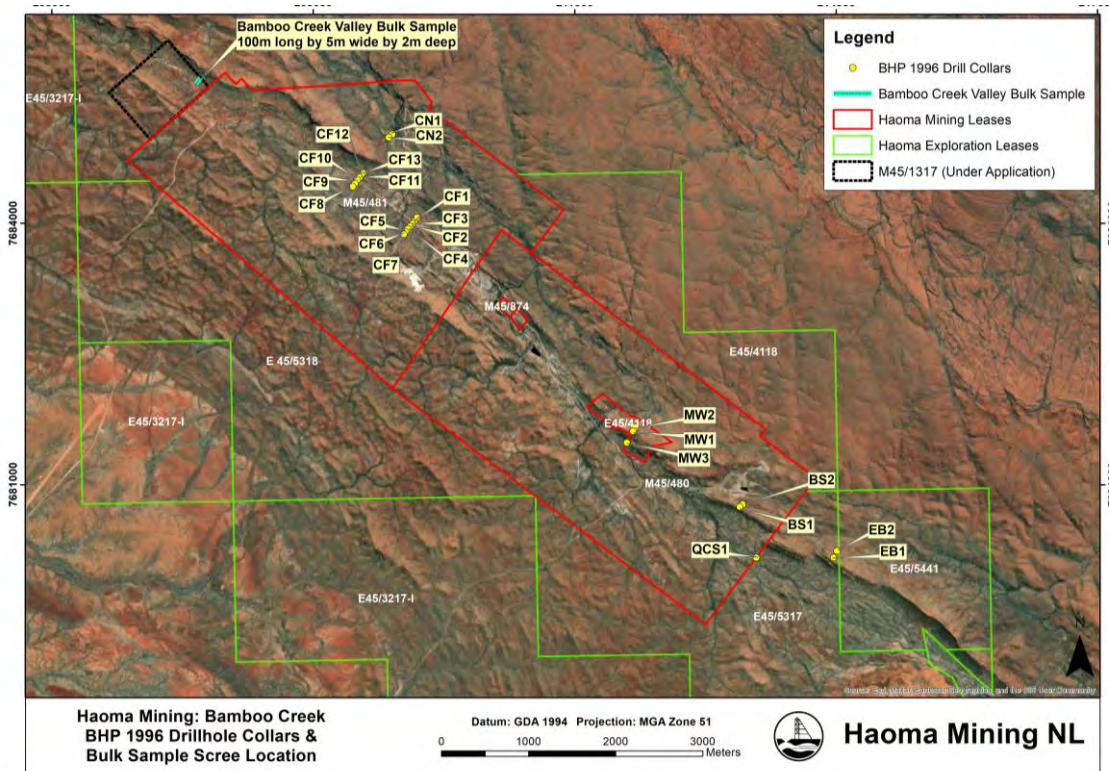 Bamboo Creek Valley Bulk Sample
100m long by 5m wide by 2m deep
Legend
BHP 1996 Drill Collars
Bamboo Creek Valley Bulk Sample
Haoma Mining Leases
Haoma Exploration Leases
M45/1317 (Under Application)
E45/3217-I
CN1
CN2
CF12
CF10
CF13
CF9
CF11
CF8
M45/481
CF1
CF5
CF3
CF6
CF2
CF4
CF7
7684000
M45/874
E45/4118
E 45/5318
E45/3217-I
MW2
E45/4118
MW1
MW3
7681000
M45/480
BS2
BS1
EB2
QCS1
EB1
E45/5441
E45/3217-I
E45/5317
N
Haoma Mining: Bamboo Creek
BHP 1996 Drillhole Collars &
Bulk Sample Scree Location
Datum: GDA 1994 Projection: MGA Zone 51
0 1000 2000 3000
Meters
Haoma Mining NL